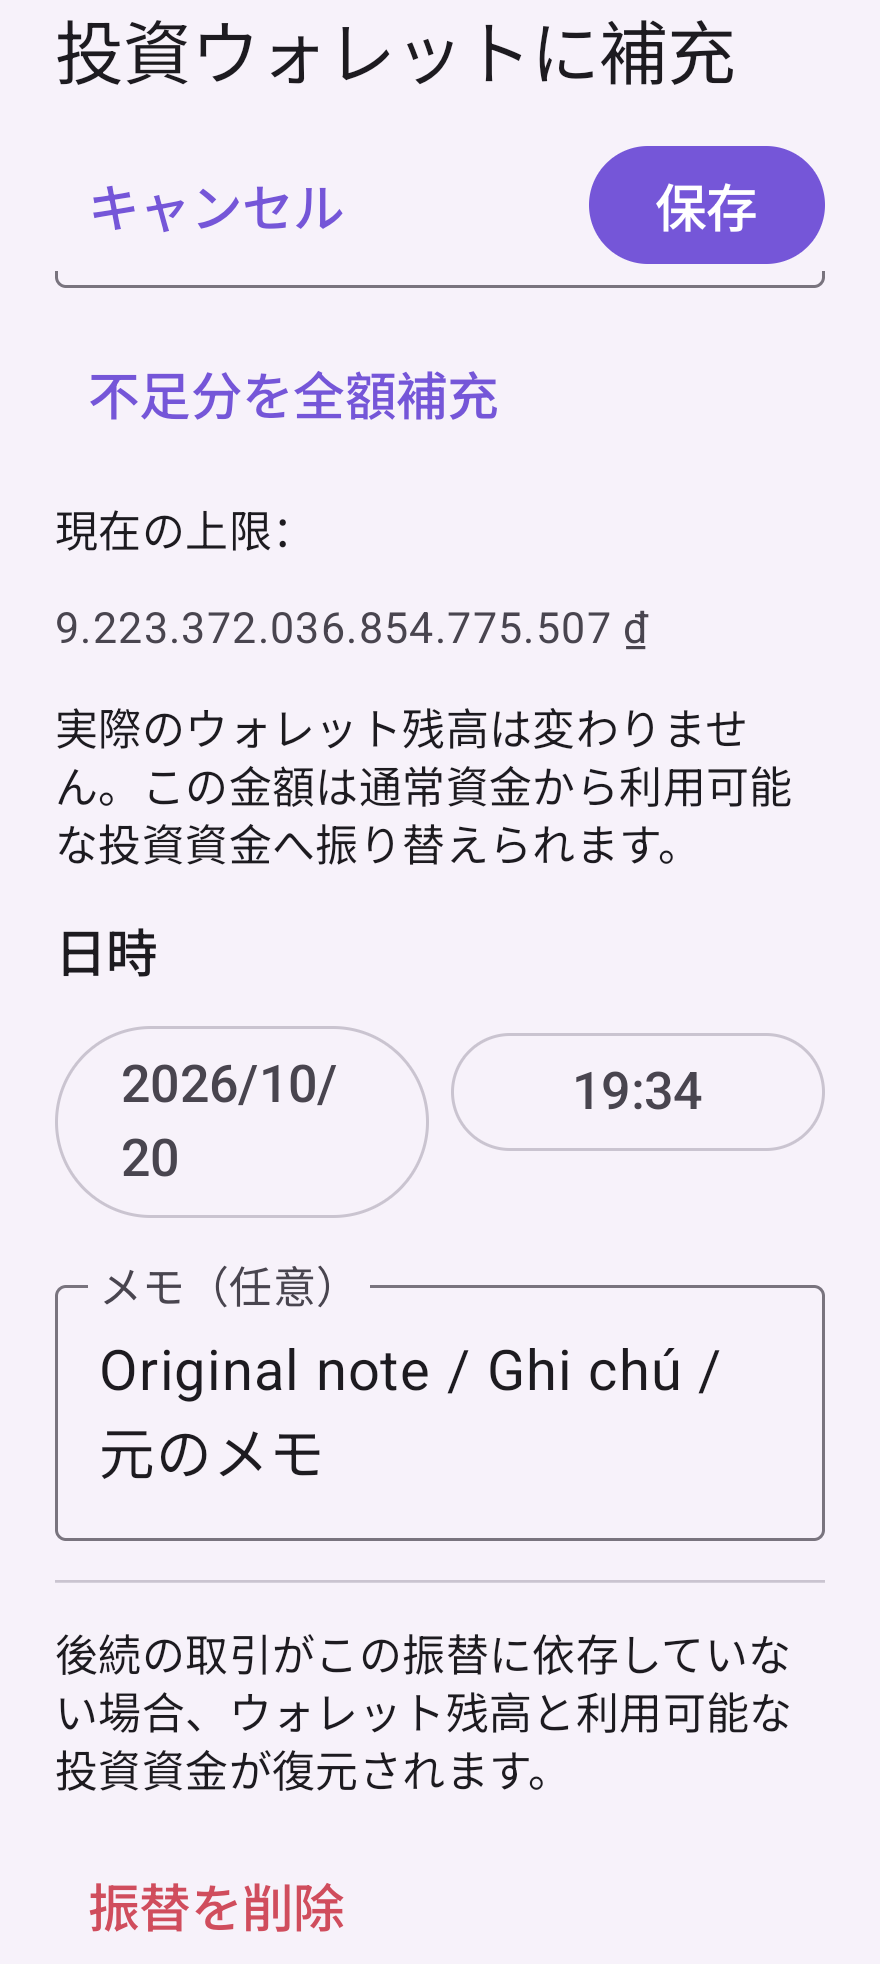 投資ウォレットに補充
キャンセル
保存
不足分を全額補充
現在の上限：
9.223.372.036.854.775.507 ₫
実際のウォレット残高は変わりませ
ん。この金額は通常資金から利用可能
な投資資金へ振り替えられます。
日時
2026/10/
20
19:34
メモ（任意）
Original note / Ghi chú /
元のメモ
後続の取引がこの振替に依存していな
い場合、ウォレット残高と利用可能な
投資資金が復元されます。
振替を削除